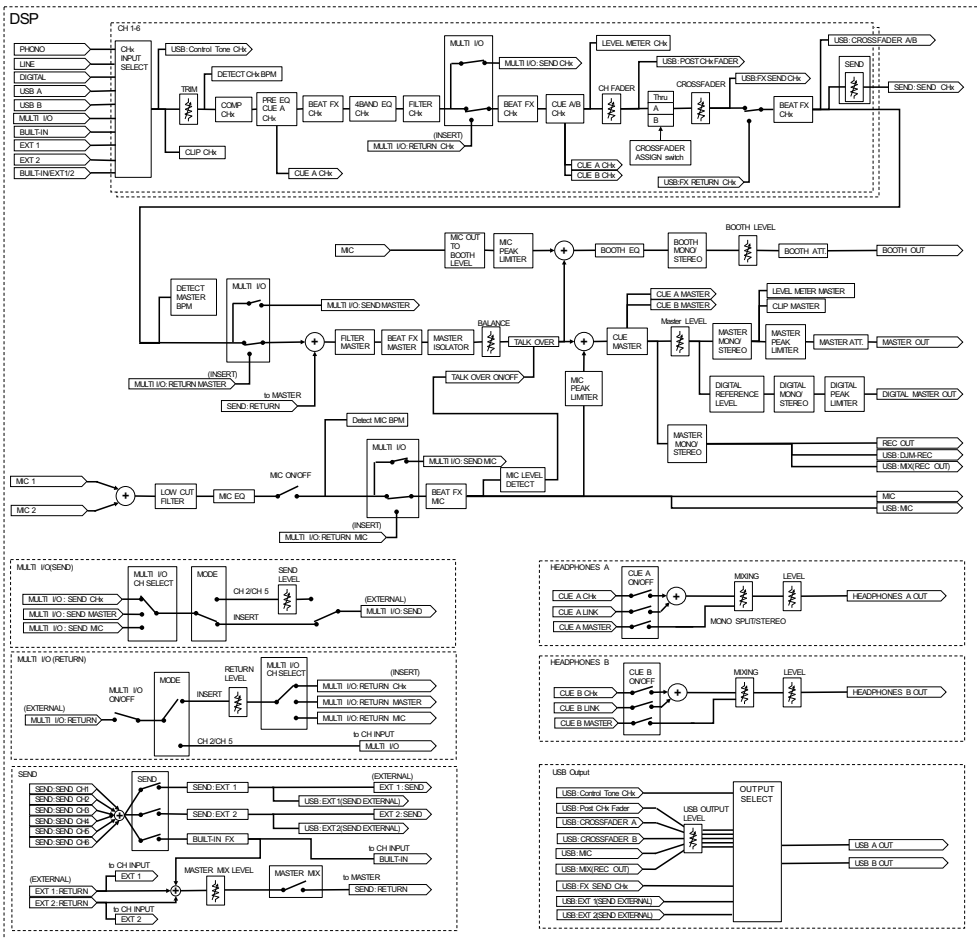 DSP
CH 1-6
PHONO
LINE
DIGITAL
USB A
USB B
MULTI I/O
BUILT-IN
EXT 1
EXT 2
BUILT-IN/EXT1/2
CHx
INPUT
SELECT
USB: Control Tone CHx
DETECT CHx BPM
TRIM
CLIP CHx
COMP
CHx
PRE EQ
CUE A
CHx
CUE A CHx
BEAT FX
CHx
4BAND EQ
CHx
FILTER
CHx
MULTI I/O
MULTI I/O: SEND CHx
(INSERT)
MULTI I/O: RETURN CHx
BEAT FX
CHx
CUE A/B
CHx
CUE A CHx
CUE B CHx
LEVEL METER CHx
USB: POST CHx FADER
CH FADER
Thru
A
B
CROSSFADER
ASSIGN switch
CROSSFADER
USB:FX SEND CHx
USB:FX RETURN CHx
BEAT FX
CHx
USB: CROSSFADER A/B
SEND
SEND: SEND CHx
MIC
MIC OUT
TO
BOOTH
LEVEL
MIC
PEAK
LIMITER
BOOTH EQ
BOOTH
MONO/
STEREO
BOOTH LEVEL
BOOTH ATT.
BOOTH OUT
DETECT
MASTER
BPM
MULTI I/O
MULTI I/O: SEND MASTER
(INSERT)
MULTI I/O: RETURN MASTER
to MASTER
SEND: RETURN
FILTER
MASTER
BEAT FX
MASTER
MASTER
ISOLATOR
BALANCE
TALK OVER
TALK OVER ON/OFF
MIC
PEAK
LIMITER
CUE A MASTER
CUE B MASTER
CUE
MASTER
Master LEVEL
MASTER
MONO/
STEREO
LEVEL METER MASTER
CLIP MASTER
MASTER
PEAK
LIMITER
MASTER ATT.
MASTER OUT
DIGITAL
REFERENCE
LEVEL
DIGITAL
MONO/
STEREO
DIGITAL
PEAK
LIMITER
DIGITAL MASTER OUT
MASTER
MONO/
STEREO
REC OUT
USB: DJM-REC
USB: MIX(REC OUT)
MIC 1
MIC 2
LOW CUT
FILTER
MIC EQ
MIC ON/OFF
Detect MIC BPM
MULTI I/O
MULTI I/O: SEND MIC
(INSERT)
MULTI I/O: RETURN MIC
BEAT FX
MIC
MIC LEVEL
DETECT
MIC
USB: MIC
MULTI I/O(SEND)
MULTI I/O : SEND CHx
MULTI I/O : SEND MASTER
MULTI I/O : SEND MIC
MULTI I/O
CH SELECT
MODE
CH 2/CH 5
INSERT
SEND
LEVEL
(EXTERNAL)
MULTI I/O: SEND
MULTI I/O (RETURN)
(EXTERNAL)
MULTI I/O: RETURN
MULTI I/O
ON/OFF
MODE
INSERT
CH 2/CH 5
RETURN
LEVEL
MULTI I/O
CH SELECT
(INSERT)
MULTI I/O: RETURN CHx
MULTI I/O: RETURN MASTER
MULTI I/O: RETURN MIC
to CH INPUT
MULTI I/O
SEND
SEND: SEND CH1
SEND: SEND CH2
SEND: SEND CH3
SEND: SEND CH4
SEND: SEND CH5
SEND: SEND CH6
SEND
SEND: EXT 1
SEND: EXT 2
BUILT-IN FX
(EXTERNAL)
EXT 1: SEND
USB: EXT1(SEND EXTERNAL)
EXT 2: SEND
USB: EXT2(SEND EXTERNAL)
to CH INPUT
BUILT-IN
to CH INPUT
EXT 1
(EXTERNAL)
EXT 1: RETURN
EXT 2: RETURN
to CH INPUT
EXT 2
MASTER MIX LEVEL
MASTER MIX
to MASTER
SEND: RETURN
HEADPHONES A
CUE A CHx
CUE A LINK
CUE A MASTER
CUE A
ON/OFF
MIXING
LEVEL
MONO SPLIT/STEREO
HEADPHONES A OUT
HEADPHONES B
CUE B CHx
CUE B LINK
CUE B MASTER
CUE B
ON/OFF
MIXING
LEVEL
HEADPHONES B OUT
USB Output
USB: Control Tone CHx
USB: Post CHx Fader
USB: CROSSFADER A
USB: CROSSFADER B
USB: MIC
USB: MIX(REC OUT)
USB: FX SEND CHx
USB: EXT 1(SEND EXTERNAL)
USB: EXT 2(SEND EXTERNAL)
USB OUTPUT
LEVEL
OUTPUT
SELECT
USB A OUT
USB B OUT